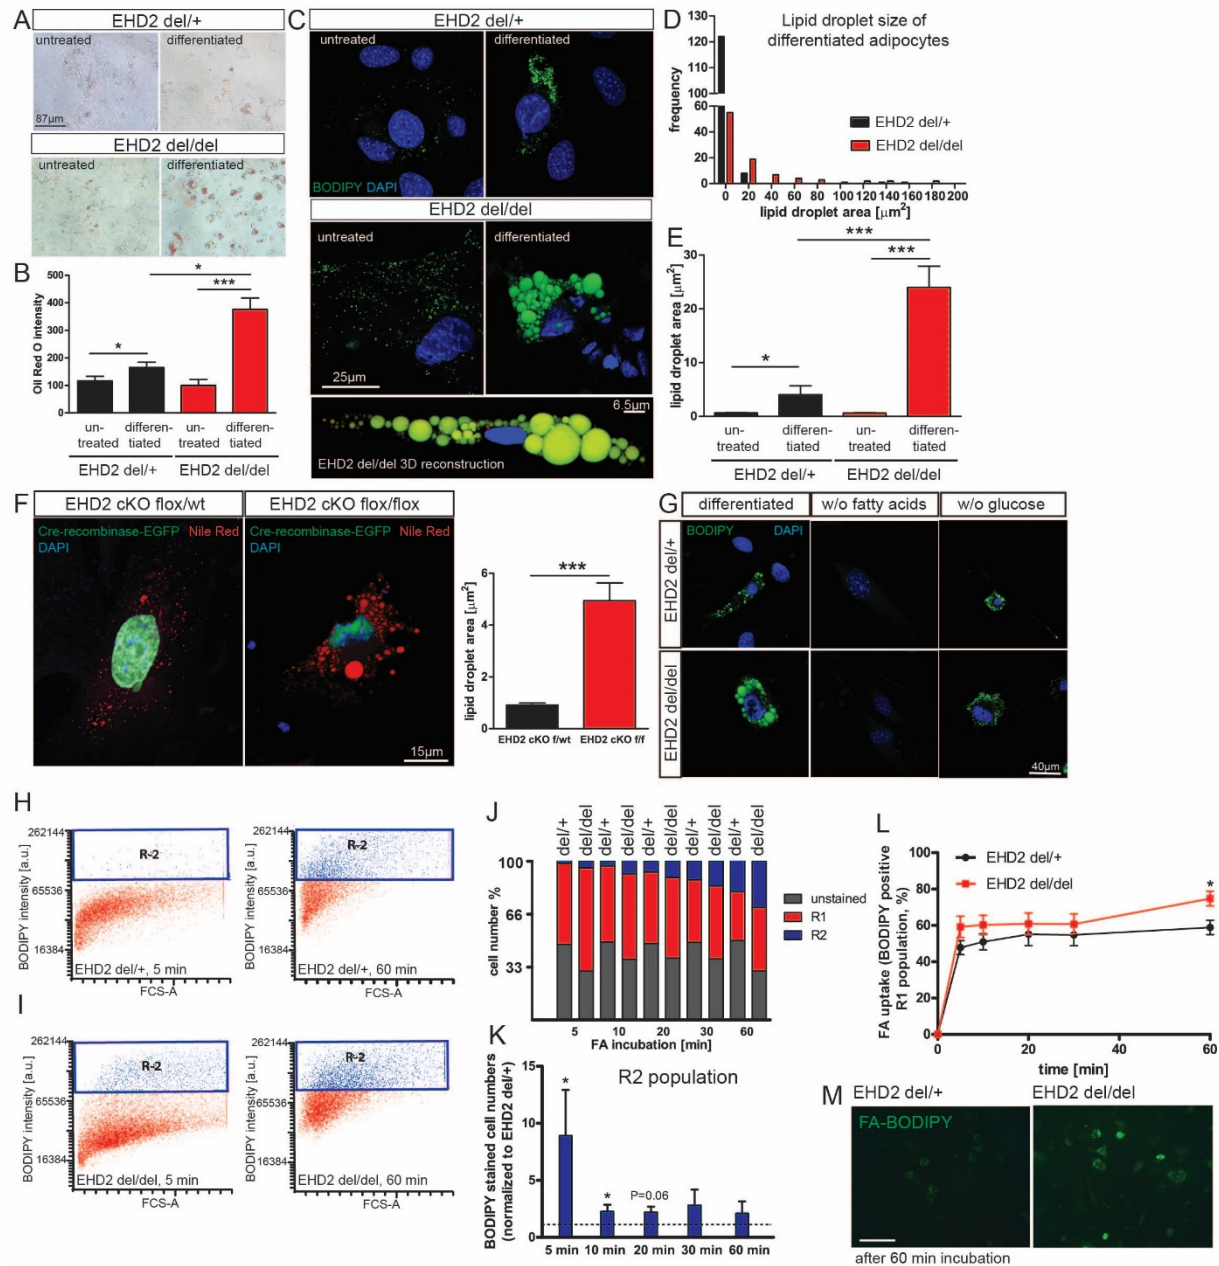 A
EHD2 del/+
untreated
differentiated
87µm
EHD2 del/del
untreated
differentiated
B
Oil Red O intensity
500
400
300
200
100
0
*
*
***
un-
treated
differen-
tiated
un-
treated
differen-
tiated
EHD2 del/+
EHD2 del/del
C
EHD2 del/+
untreated
differentiated
BODIPY DAPI
EHD2 del/del
untreated
differentiated
25µm
6.5µm
EHD2 del/del 3D reconstruction
D
Lipid droplet size of
differentiated adipocytes
frequency
130
120
110
100
60
40
20
0
EHD2 del/+
EHD2 del/del
0 20 40 60 80 100 120 140 160 180 200
lipid droplet area [µm²]
E
lipid droplet area [µm²]
30
20
10
0
*
***
***
un-
treated
differen-
tiated
un-
treated
differen-
tiated
EHD2 del/+
EHD2 del/del
F
EHD2 cKO flox/wt
EHD2 cKO flox/flox
Cre-recombinase-EGFP Nile Red
DAPI
Cre-recombinase-EGFP Nile Red
DAPI
15µm
lipid droplet area [µm²]
6
4
2
0
***
EHD2 cKO f/wt
EHD2 cKO f/f
G
differentiated
w/o fatty acids
w/o glucose
BODIPY
DAPI
EHD2 del/+
EHD2 del/del
40µm
H
BODIPY intensity [a.u.]
262144
65536
16384
R-2
EHD2 del/+, 5 min
FCS-A
262144
65536
16384
R-2
EHD2 del/+, 60 min
FCS-A
I
BODIPY intensity [a.u.]
262144
65536
16384
R-2
EHD2 del/del, 5 min
FCS-A
BODIPY intensity [a.u.]
262144
65536
16384
R-2
EHD2 del/del, 60 min
FCS-A
J
del/+ del/del del/+ del/del del/+ del/del del/+ del/del del/+ del/del
cell number %
100
66
33
unstained
R1
R2
5 10 20 30 60
FA incubation [min]
K
R2 population
BODIPY stained cell numbers
(normalized to EHD2 del/+)
15
10
5
0
*
*
P=0.06
5 min 10 min 20 min 30 min 60 min
L
FA uptake (BODIPY positive
R1 population, %)
100
80
60
40
20
0
EHD2 del/+
EHD2 del/del
*
0 20 40 60
time [min]
M
EHD2 del/+
EHD2 del/del
FA-BODIPY
after 60 min incubation